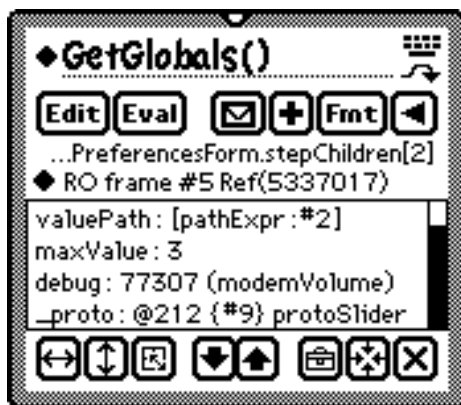 ◆GetGlobals()
Edit Eval Fmt
...PreferencesForm.stepChildren[2]
◆ RO frame #5 Ref(5337017)
valuePath : [pathExpr :#2]
maxValue : 3
debug : 77307 (modemVolume)
_proto : @212 {#9} protoSlider